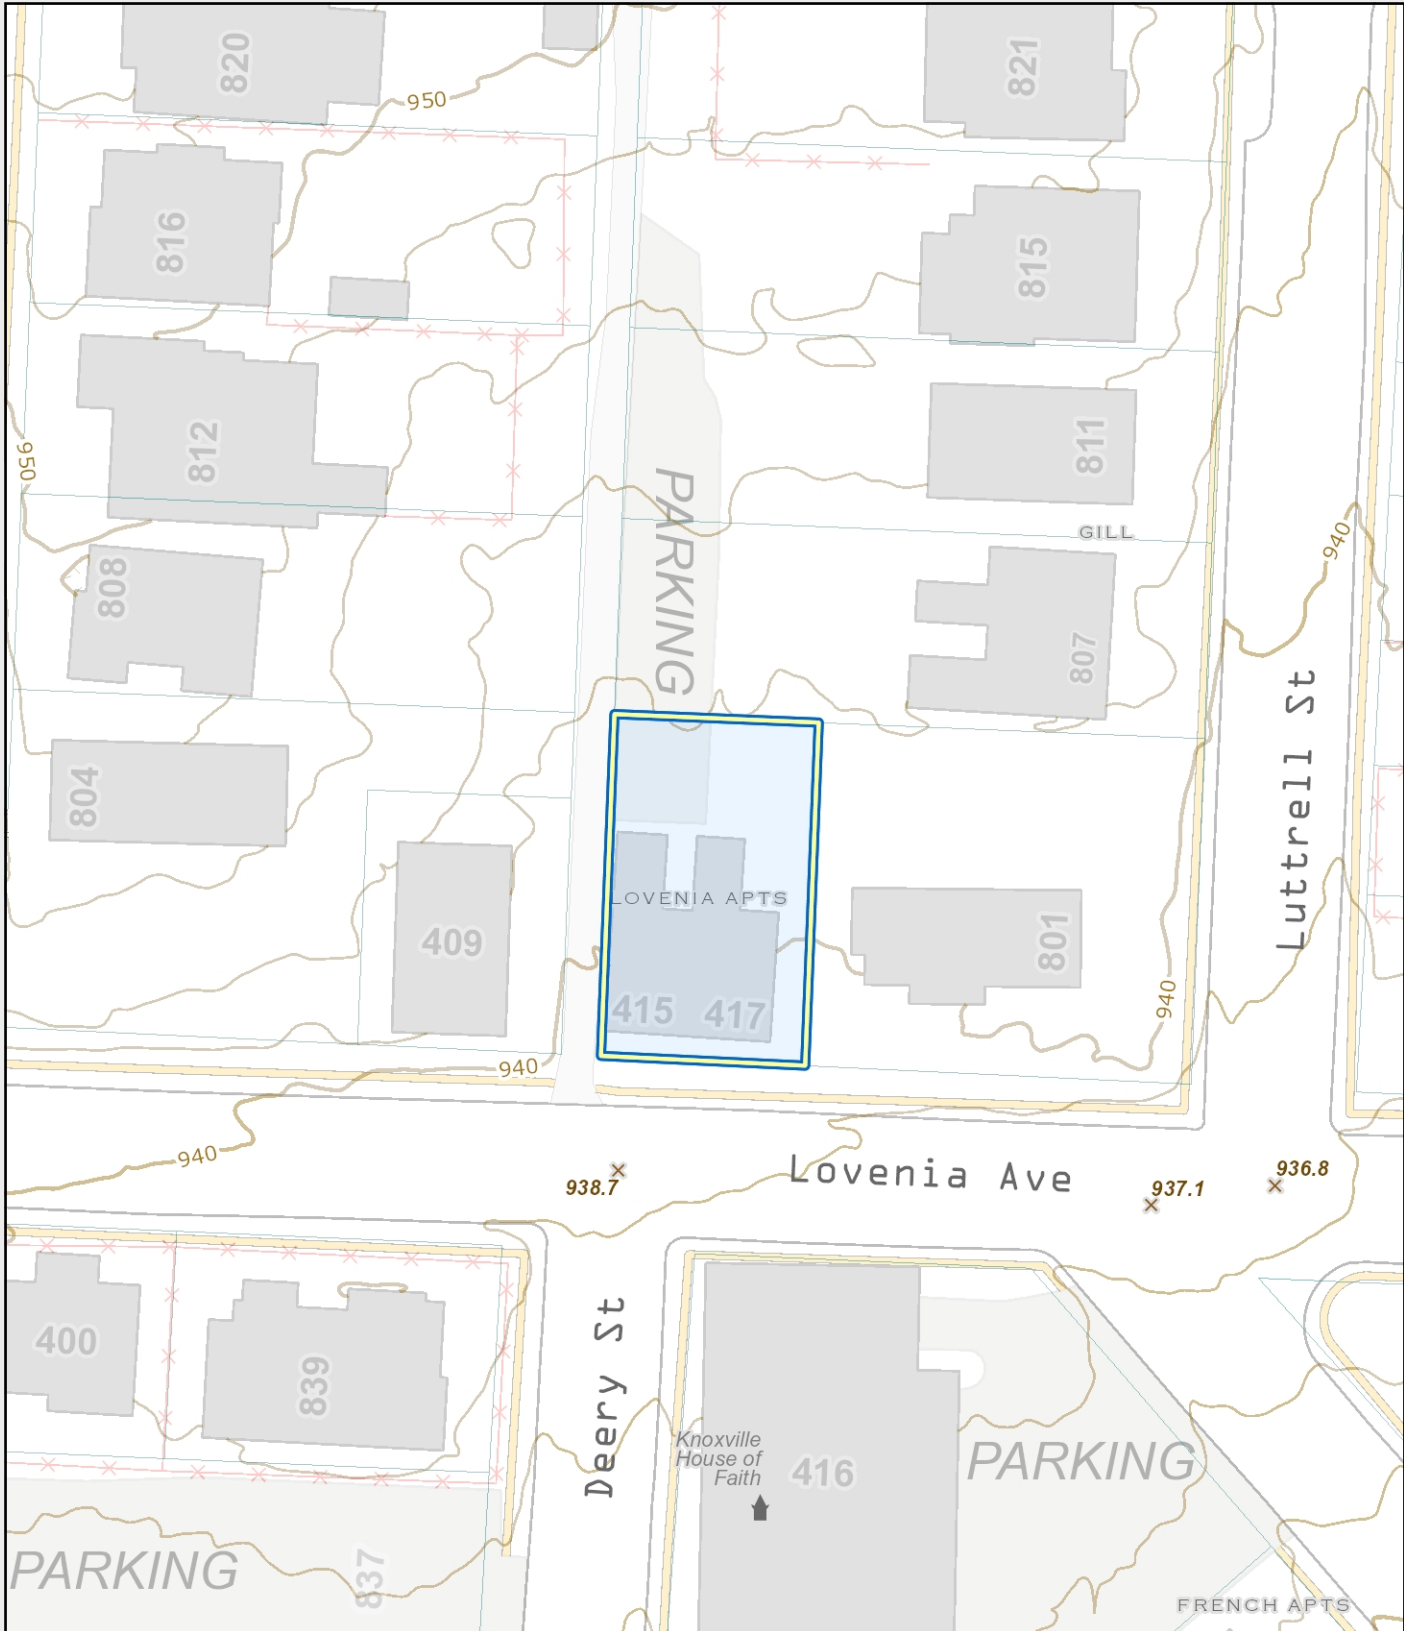 820
821
950
816
815
812
811
950
PARKING
GILL
940
808
807
Luttrell St
804
LOVENIA APTS
409
801
415
417
940
940
940
Lovenia Ave
938.7
937.1
936.8
400
839
Deery St
Knoxville
House of
Faith
416
PARKING
PARKING
837
FRENCH APTS